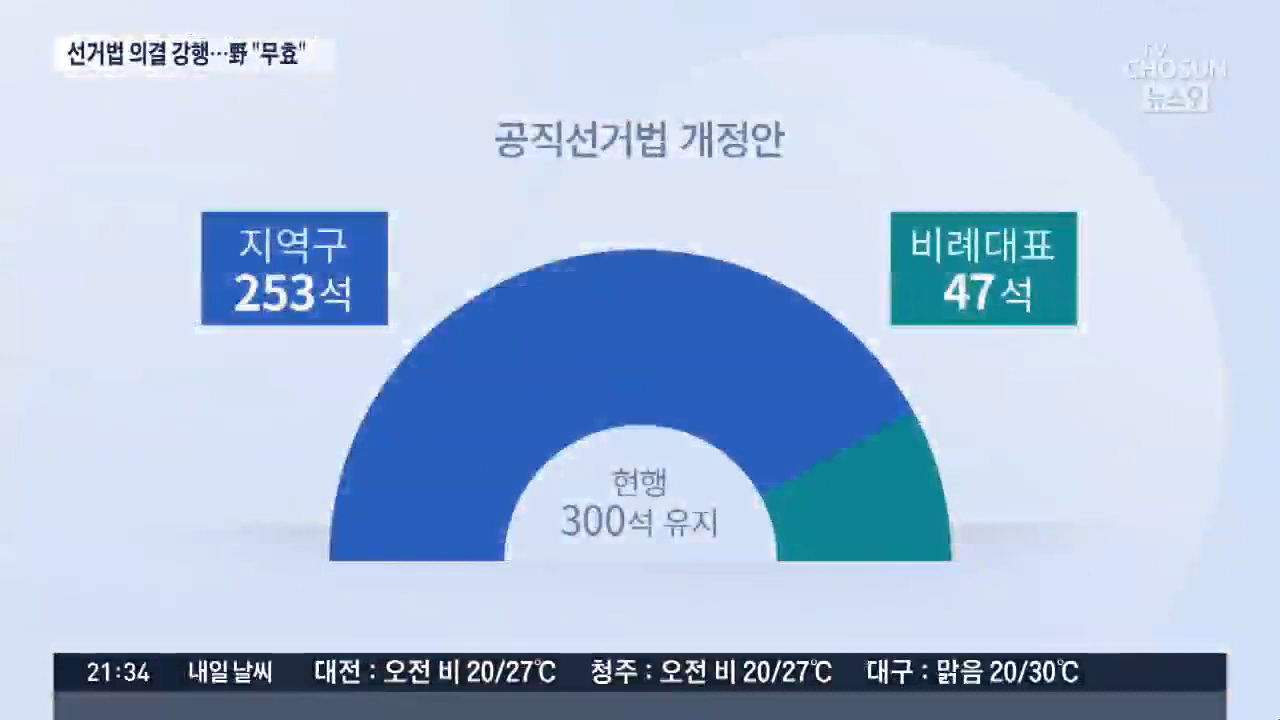 선거법 의결 강행…野 "무효"
TV
CHOSUN
뉴스9
공직선거법 개정안
지역구
253석
비례대표
47석
현행
300석 유지
21:34 내일 날씨 대전 : 오전 비 20/27℃ 청주 : 오전 비 20/27℃ 대구 : 맑음 20/30℃